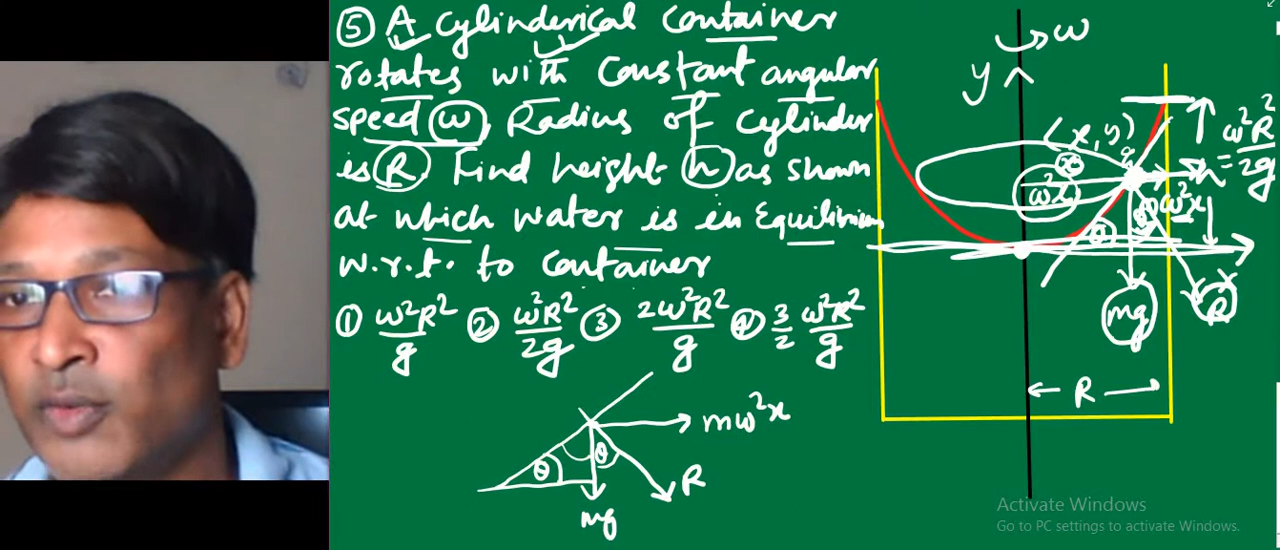 ⑤ A Cylinderical Container
rotates with Constant angular
speed ω, Radius of Cylinder
is R. Find height h as shown
at which water is in Equilibrium
w.r.t. to Container
① ω²R²/g ② ω²R²/2g ③ 2ω²R²/g ④ 3/2 ω²R²/g
θ θ mω²x
R
mg
ω
y
(x,y)
h = ω²R²/2g
x
ω²x
θ
mg
R
x
R
Activate Windows
Go to PC settings to activate Windows.